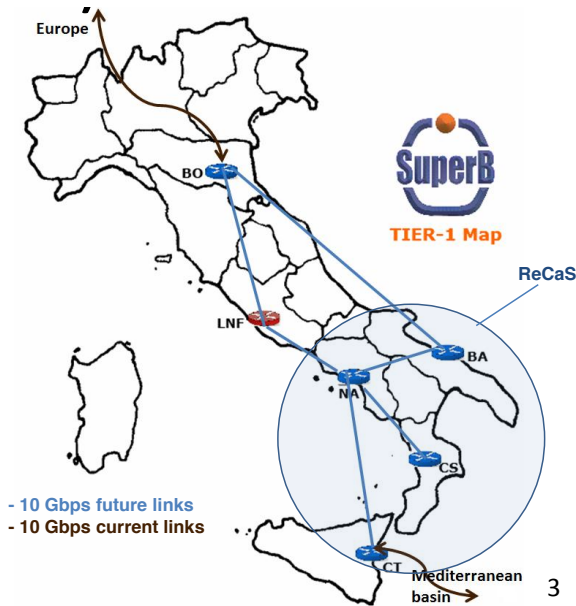 Europe
BO
SuperB
TIER-1 Map
ReCaS
LNF
BA
NA
CS
- 10 Gbps future links
- 10 Gbps current links
CT
Mediterranean
basin
3